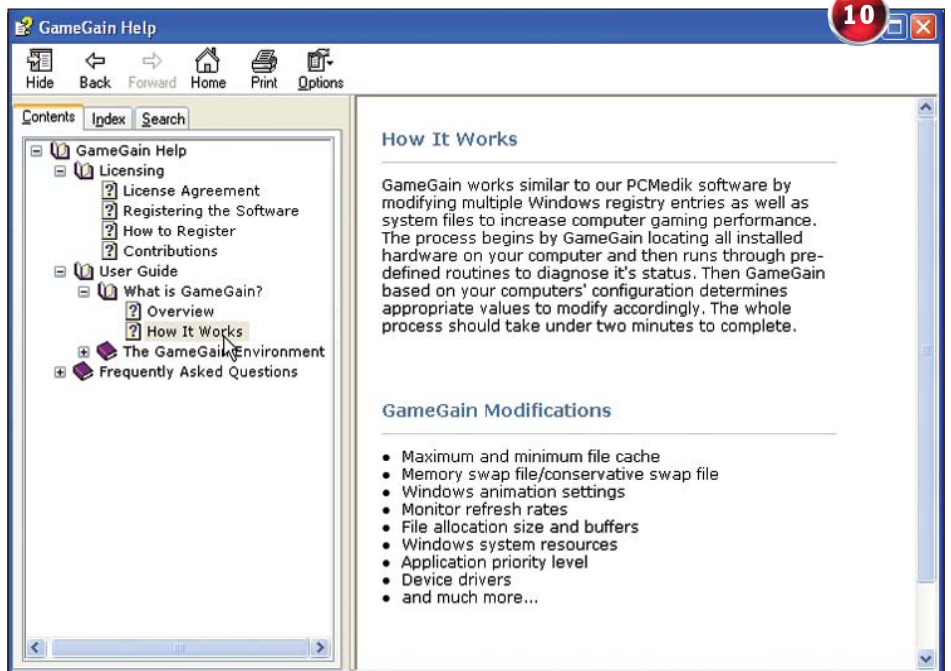 GameGain Help
10
Hide Back Forward Home Print Options
Contents Index Search
GameGain Help
Licensing
License Agreement
Registering the Software
How to Register
Contributions
User Guide
What is GameGain?
Overview
How It Works
The GameGain Environment
Frequently Asked Questions
How It Works
GameGain works similar to our PCMedik software by
modifying multiple Windows registry entries as well as
system files to increase computer gaming performance.
The process begins by GameGain locating all installed
hardware on your computer and then runs through pre-
defined routines to diagnose it's status. Then GameGain
based on your computers' configuration determines
appropriate values to modify accordingly. The whole
process should take under two minutes to complete.
GameGain Modifications
• Maximum and minimum file cache
• Memory swap file/conservative swap file
• Windows animation settings
• Monitor refresh rates
• File allocation size and buffers
• Windows system resources
• Application priority level
• Device drivers
• and much more...